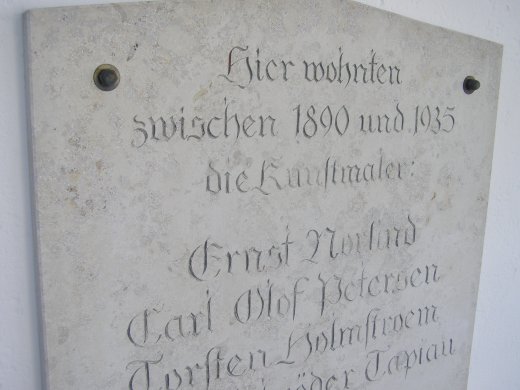 Hier wohnten
zwischen 1890 und 1935
die Kunstmaler:
Ernst Norlind
Carl Olof Petersen
Torsten Holmstroem
Tapiau